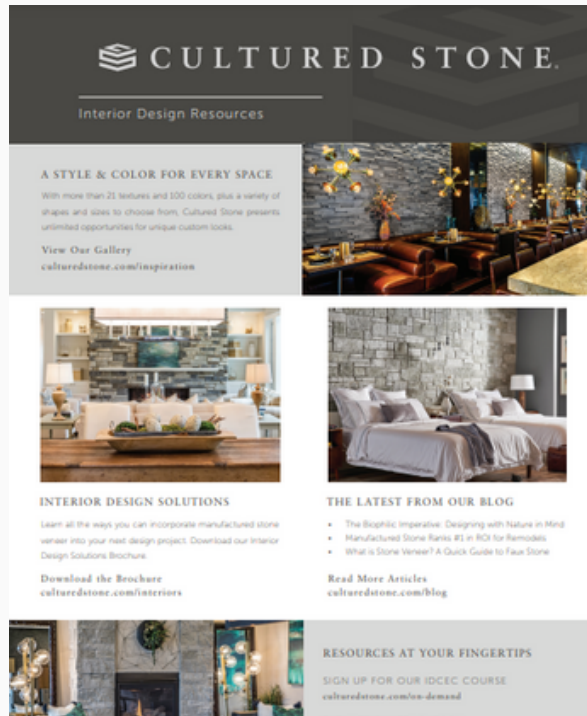 CULTURED STONE®
Interior Design Resources
A STYLE & COLOR FOR EVERY SPACE
With more than 21 textures and 100 colors, plus a variety of
shapes and sizes to choose from, Cultured Stone presents
unlimited opportunities for unique custom looks.
View Our Gallery
culturedstone.com/inspiration
INTERIOR DESIGN SOLUTIONS
Learn all the ways you can incorporate manufactured stone
veneer into your next design project. Download our Interior
Design Solutions Brochure.
Download the Brochure
culturedstone.com/interiors
THE LATEST FROM OUR BLOG
• The Biophilic Imperative: Designing with Nature in Mind
• Manufactured Stone Ranks #1 in ROI for Remodels
• What is Stone Veneer? A Quick Guide to Faux Stone
Read More Articles
culturedstone.com/blog
RESOURCES AT YOUR FINGERTIPS
SIGN UP FOR OUR IDCEC COURSE
culturedstone.com/on-demand